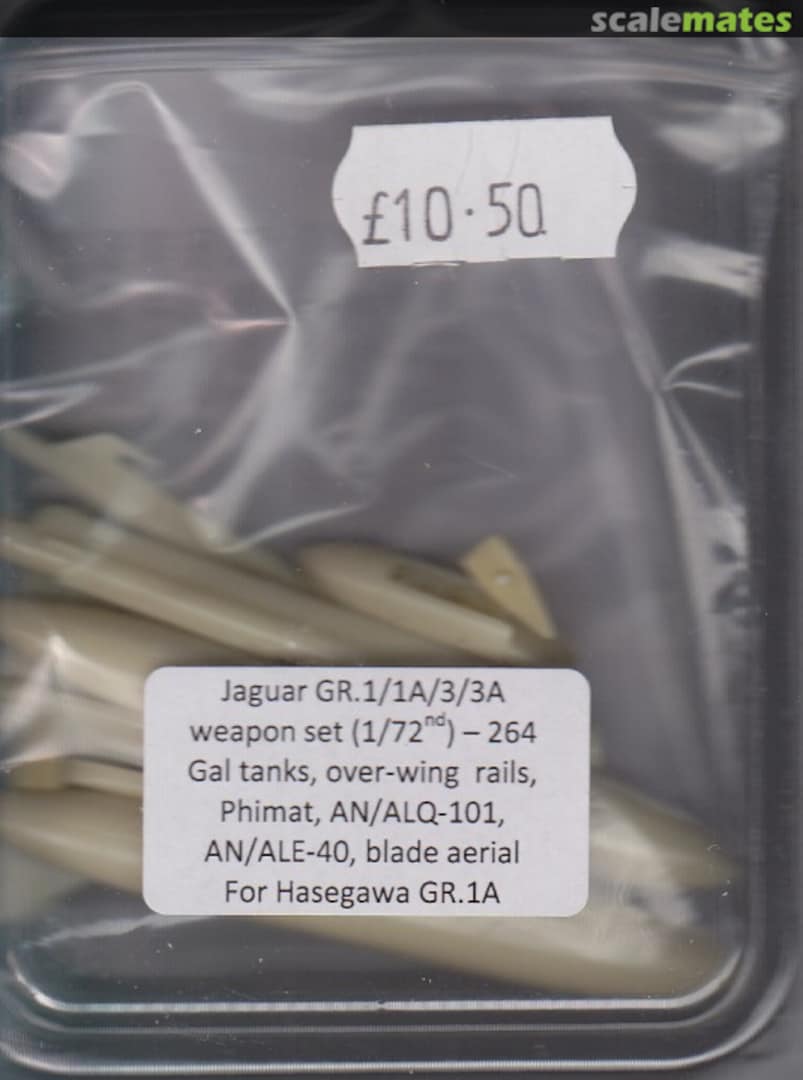 scalemates
£10·50
Jaguar GR.1/1A/3/3A
weapon set (1/72nd) – 264
Gal tanks, over-wing rails,
Phimat, AN/ALQ-101,
AN/ALE-40, blade aerial
For Hasegawa GR.1A